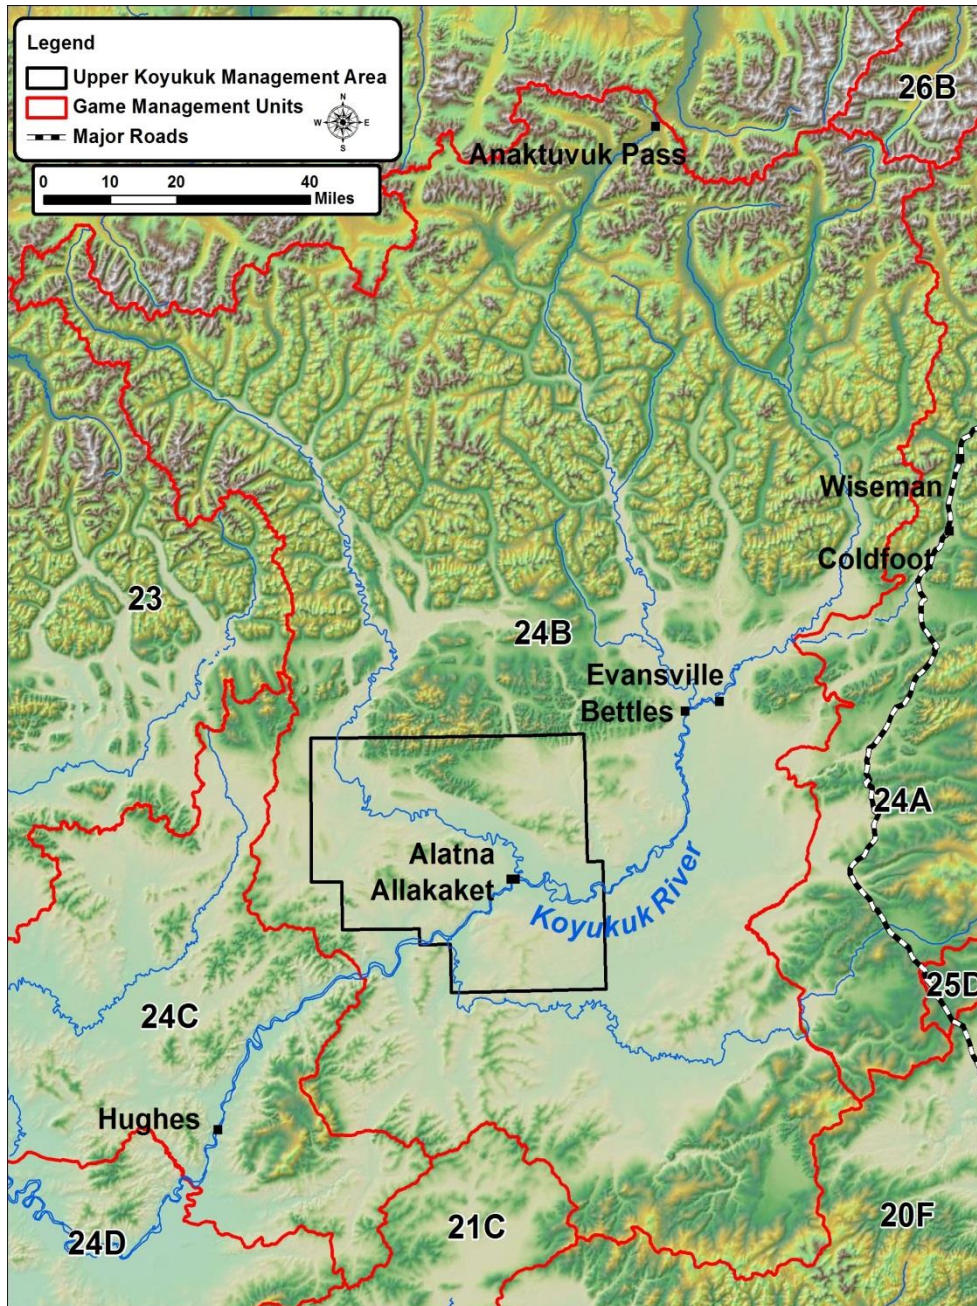 Legend
Upper Koyukuk Management Area
Game Management Units
Major Roads
N
W E
S
0 10 20 40
Miles
26B
Anaktuvuk Pass
Wiseman
Coldfoot
23
24B
Evansville
Bettles
24A
Alatna
Allakaket
Koyukuk River
25D
24C
Hughes
21C
20F
24D